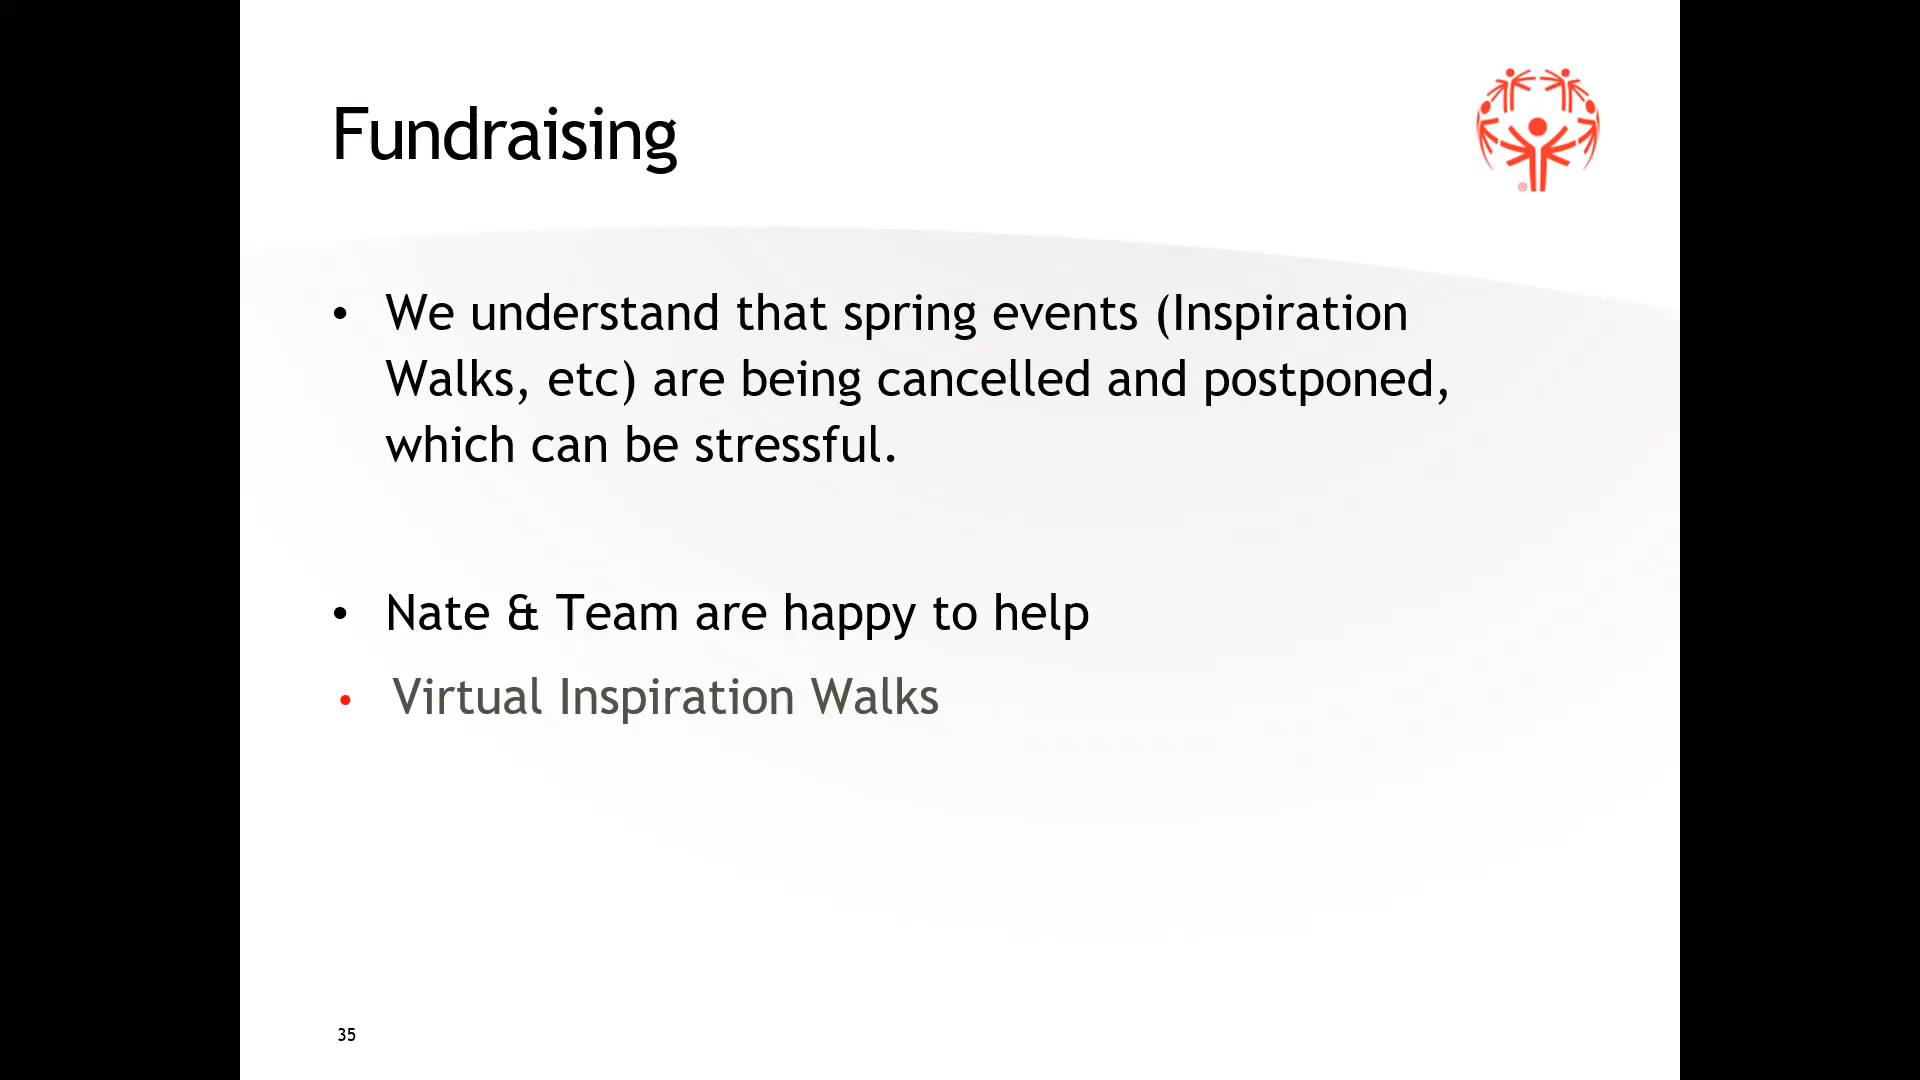 Fundraising
• We understand that spring events (Inspiration
Walks, etc) are being cancelled and postponed,
which can be stressful.
• Nate & Team are happy to help
• Virtual Inspiration Walks
35